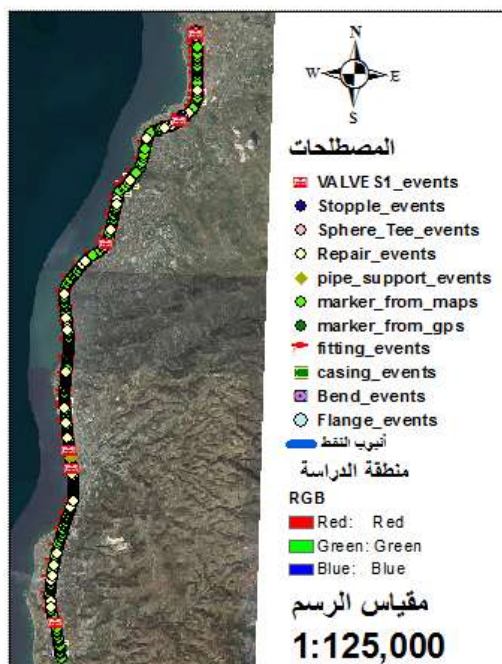 N
W E
S
المصطلحات
VALVE S1_events
Stopple_events
Sphere_Tee_events
Repair_events
pipe_support_events
marker_from_maps
marker_from_gps
fitting_events
casing_events
Bend_events
Flange_events
أنبوب النفط
منطقة الدراسة
RGB
Red: Red
Green: Green
Blue: Blue
مقياس الرسم
1:125,000